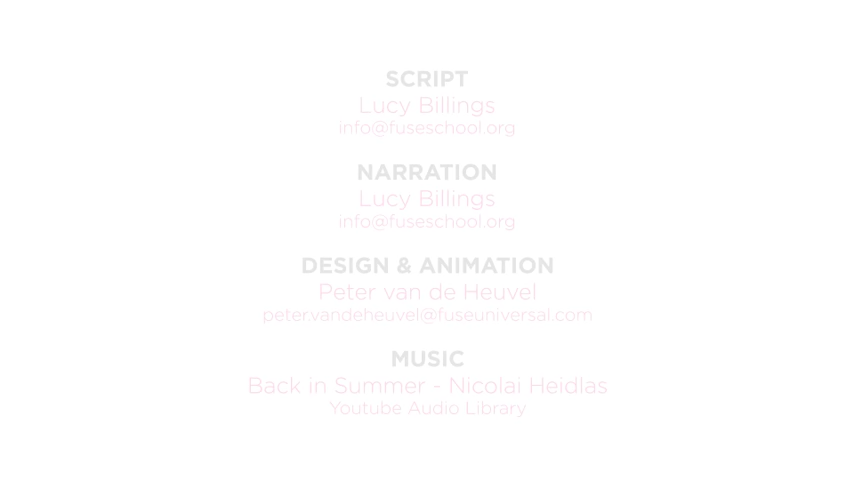 SCRIPT
Lucy Billings
info@fuseschool.org
NARRATION
Lucy Billings
info@fuseschool.org
DESIGN & ANIMATION
Peter van de Heuvel
peter.vandeheuvel@fuseuniversal.com
MUSIC
Back in Summer - Nicolai Heidlas
Youtube Audio Library